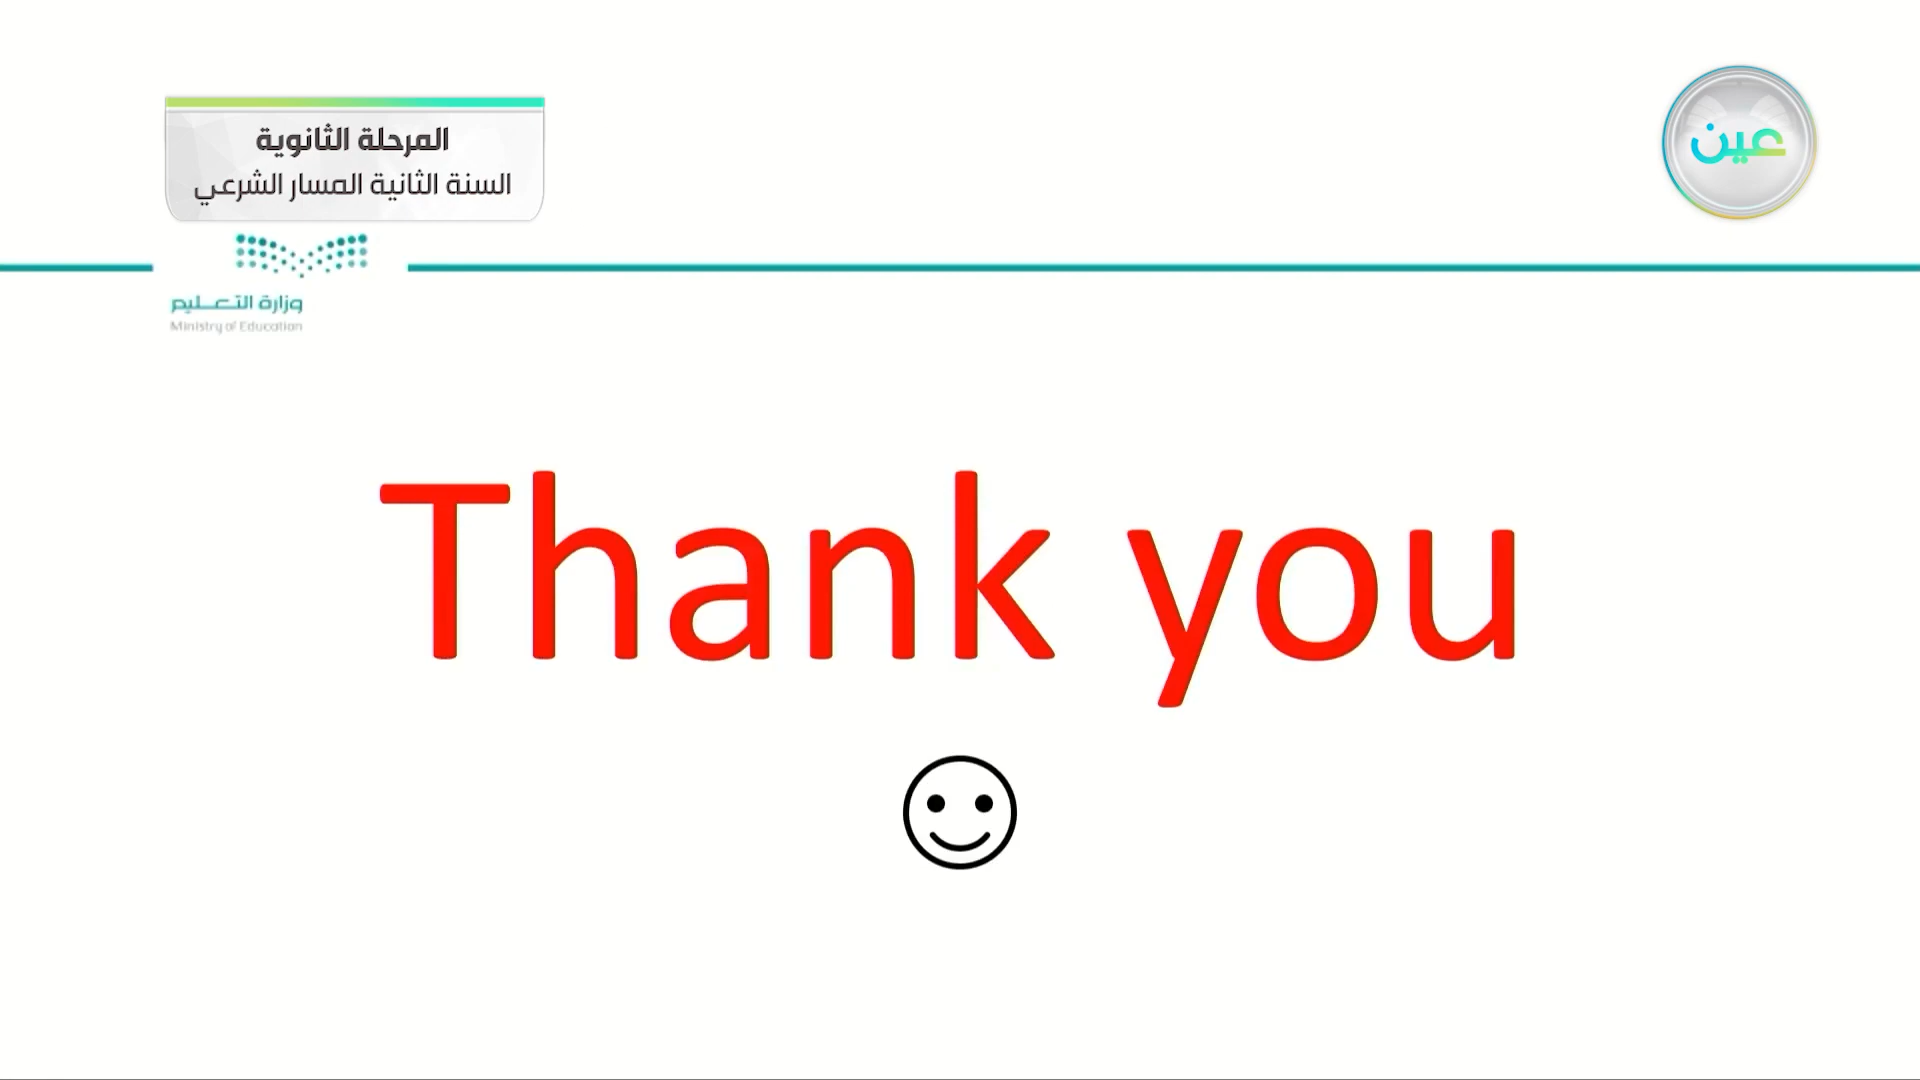 المرحلة الثانوية
السنة الثانية المسار الشرعي
عين
وزارة التعليم
Ministry of Education
Thank you